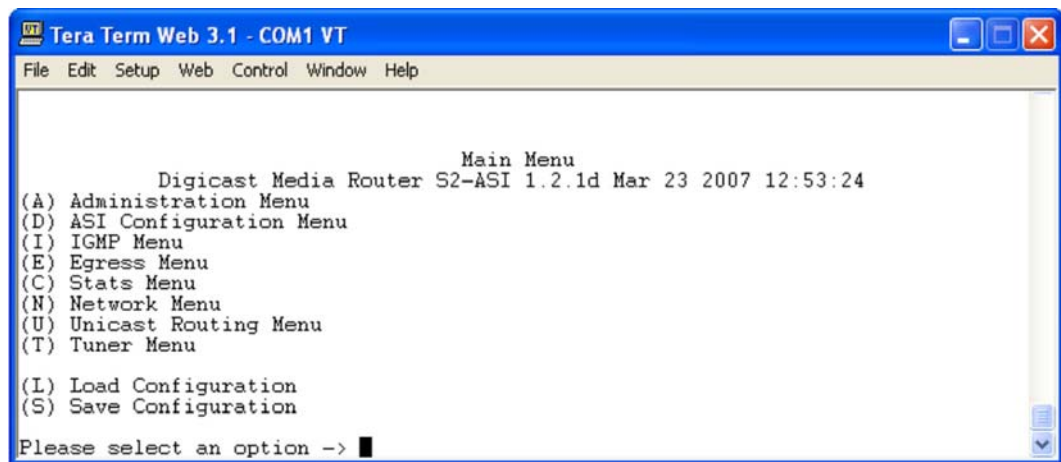 Tera Term Web 3.1 - COM1 VT
File Edit Setup Web Control Window Help
Main Menu
Digicast Media Router S2-ASI 1.2.1d Mar 23 2007 12:53:24
(A) Administration Menu
(D) ASI Configuration Menu
(I) IGMP Menu
(E) Egress Menu
(C) Stats Menu
(N) Network Menu
(U) Unicast Routing Menu
(T) Tuner Menu
(L) Load Configuration
(S) Save Configuration
Please select an option ->